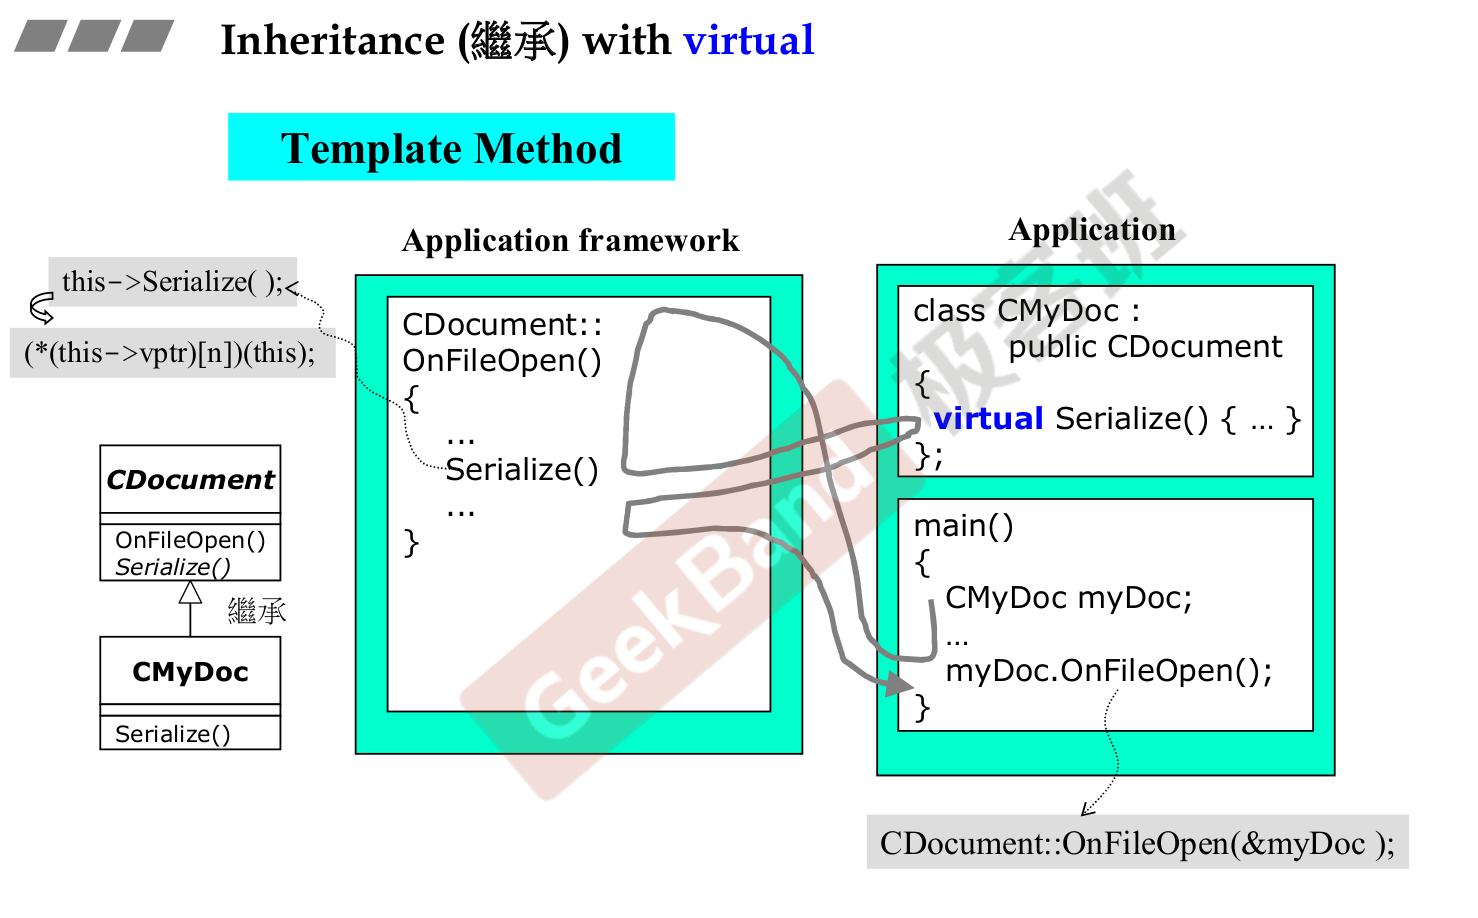 Inheritance (繼承) with virtual
Template Method
Application framework
Application
this->Serialize( );
(*(this->vptr)[n])(this);
CDocument::
OnFileOpen()
{
...
Serialize()
...
}
class CMyDoc :
public CDocument
{
virtual Serialize() { ... }
};
main()
{
CMyDoc myDoc;
...
myDoc.OnFileOpen();
}
CDocument
OnFileOpen()
Serialize()
繼承
CMyDoc
Serialize()
CDocument::OnFileOpen(&myDoc );
GeekBand
极客班